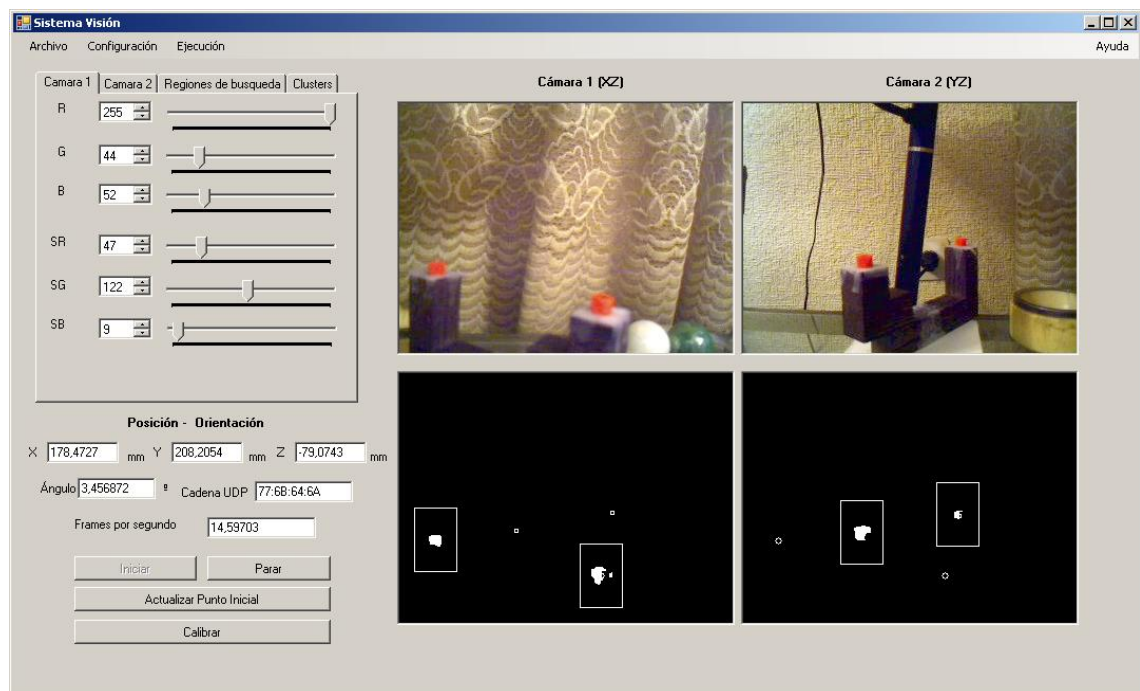 Sistema Visión
Archivo Configuración Ejecución Ayuda
Camara 1 Camara 2 Regiones de busqueda Clusters
R 255
G 44
B 52
SR 47
SG 122
SB 9
Cámara 1 (XZ)
Cámara 2 (YZ)
Posición - Orientación
X 178,4727 mm Y 208,2054 mm Z -79,0743 mm
Ángulo 3,456872 º Cadena UDP 77:6B:64:6A
Frames por segundo 14,59703
Iniciar Parar
Actualizar Punto Inicial
Calibrar